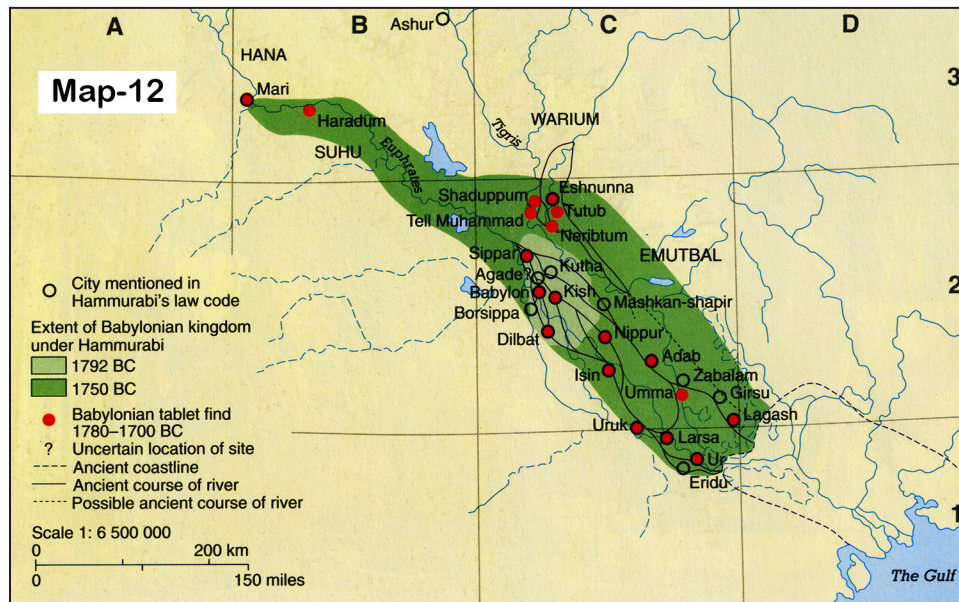 A
B
C
D
Ashur
HANA
3
Map-12
Mari
Haradum
Tigris
WARIUM
SUHU
Euphrates
Eshnunna
Shaduppum
Tutub
Tell Muhammad
Neribtum
Sippar
EMUTBAL
Kutha
Agade?
2
Babylon
Kish
Mashkan-shapir
Borsippa
Dilbat
Nippur
Adab
Isin
Zabalam
Umma
Girsu
Lagash
Uruk
Larsa
Ur
Eridu
1
The Gulf
City mentioned in
Hammurabi's law code
Extent of Babylonian kingdom
under Hammurabi
1792 BC
1750 BC
Babylonian tablet find
1780–1700 BC
? Uncertain location of site
Ancient coastline
Ancient course of river
Possible ancient course of river
Scale 1: 6 500 000
0 200 km
0 150 miles